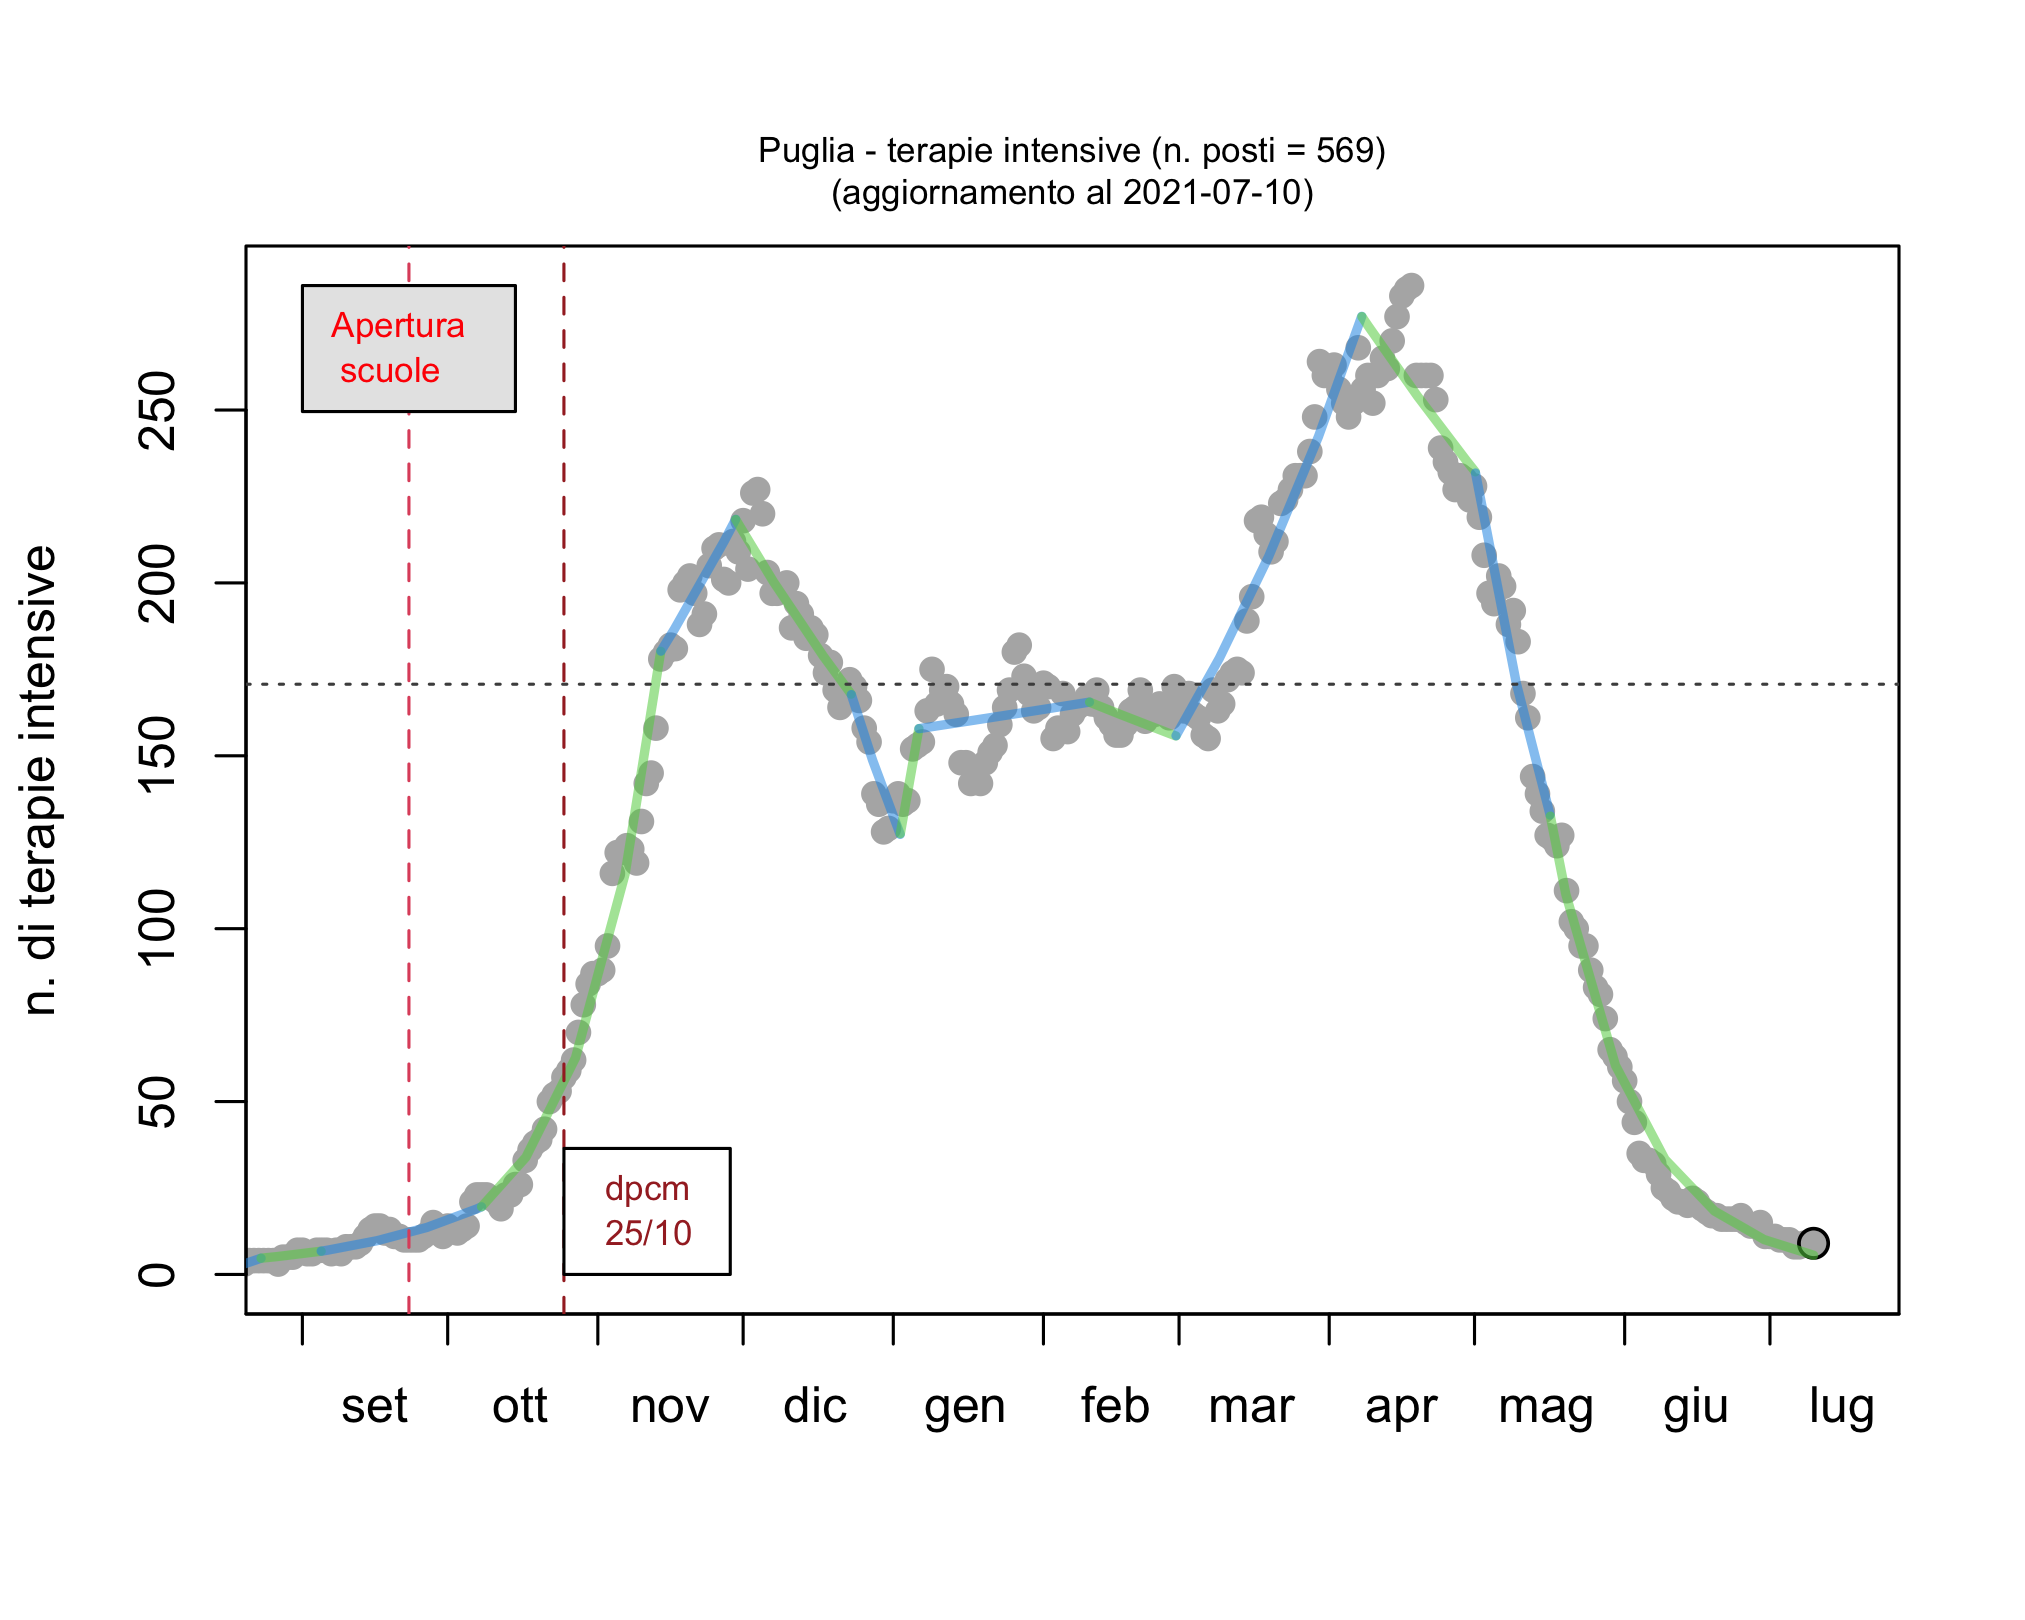 Puglia - terapie intensive (n. posti = 569)
(aggiornamento al 2021-07-10)
n. di terapie intensive
250
200
150
100
50
0
Apertura
scuole
dpcm
25/10
set ott nov dic gen feb mar apr mag giu lug